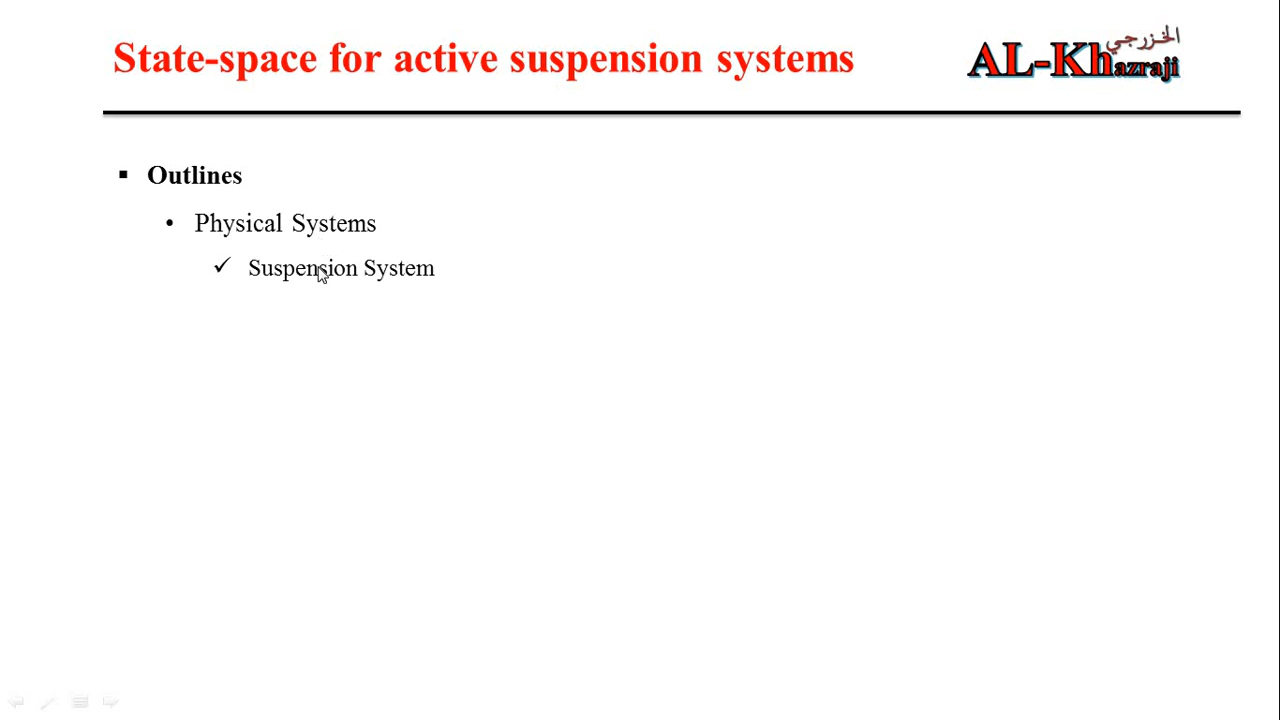 State-space for active suspension systems
الخزرجي
AL-Khazraji
Outlines
Physical Systems
Suspension System